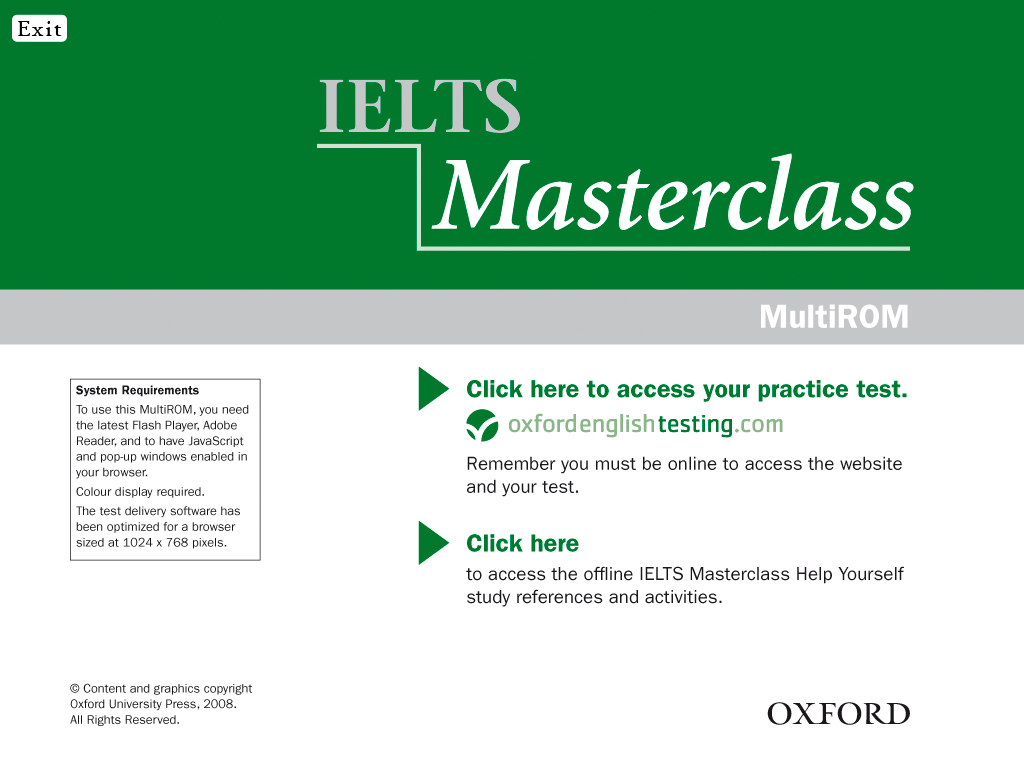 Exit
IELTS
Masterclass
MultiROM
System Requirements
To use this MultiROM, you need
the latest Flash Player, Adobe
Reader, and to have JavaScript
and pop-up windows enabled in
your browser.
Colour display required.
The test delivery software has
been optimized for a browser
sized at 1024 x 768 pixels.
Click here to access your practice test.
oxfordenglishtesting.com
Remember you must be online to access the website
and your test.
Click here
to access the offline IELTS Masterclass Help Yourself
study references and activities.
© Content and graphics copyright
Oxford University Press, 2008.
All Rights Reserved.
OXFORD